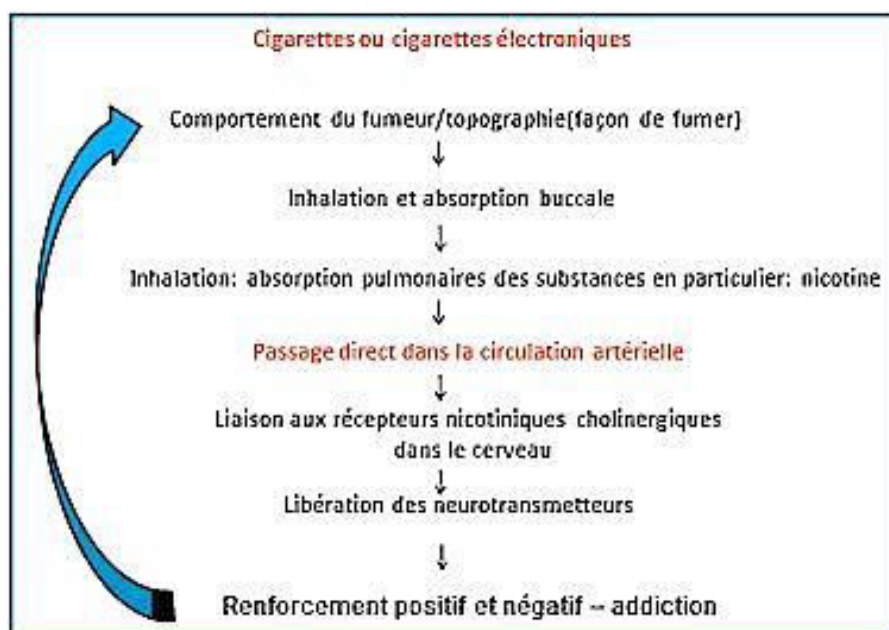 Cigarettes ou cigarettes électroniques
Comportement du fumeur/topographie(façon de fumer)
↓
Inhalation et absorption buccale
↓
Inhalation: absorption pulmonaires des substances en particulier: nicotine
↓
Passage direct dans la circulation artérielle
↓
Liaison aux récepteurs nicotiniques cholinergiques
dans le cerveau
↓
Libération des neurotransmetteurs
↓
Renforcement positif et négatif – addiction